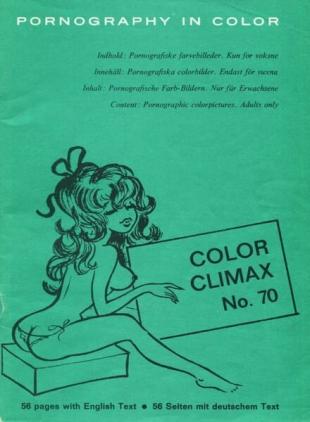 PORNOGRAPHY IN COLOR
Indhold: Pornografiske farvebilleder. Kun for voksne
Innehåll: Pornografiska colorbilder. Endast för vuxna
Inhalt: Pornografische Farb-Bildern. Nur für Erwachsene
Content: Pornographic colorpictures. Adults only
COLOR
CLIMAX
No. 70
56 pages with English Text ● 56 Seiten mit deutschem Text